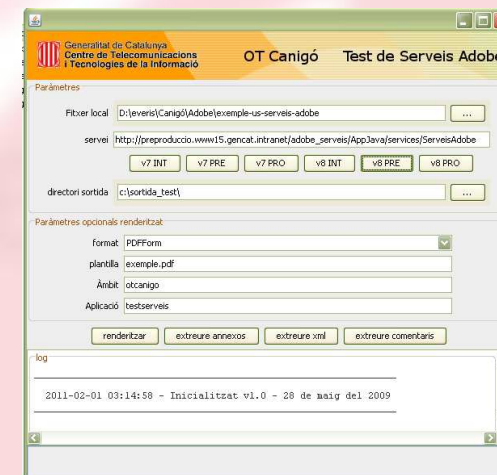 Generalitat de Catalunya
Centre de Telecomunicacions
i Tecnologies de la Informació
OT Canigó Test de Serveis Adobe
Paràmetres
Fitxer local D:\everis\Canigó\Adobe\exemple-us-serveis-adobe ...
servei http://preproduccio.www15.gencat.intranet/adobe_serveis/AppJava/services/ServeisAdobe
v7 INT v7 PRE v7 PRO v8 INT v8 PRE v8 PRO
directori sortida c:\sortida_test\ ...
Paràmetres opcionals renderitzat
format PDFForm
plantilla exemple.pdf
Àmbit otcanigo
Aplicació testserveis
renderitzar extreure annexos extreure xml extreure comentaris
log
2011-02-01 03:14:58 - Inicialitzat v1.0 - 28 de maig del 2009